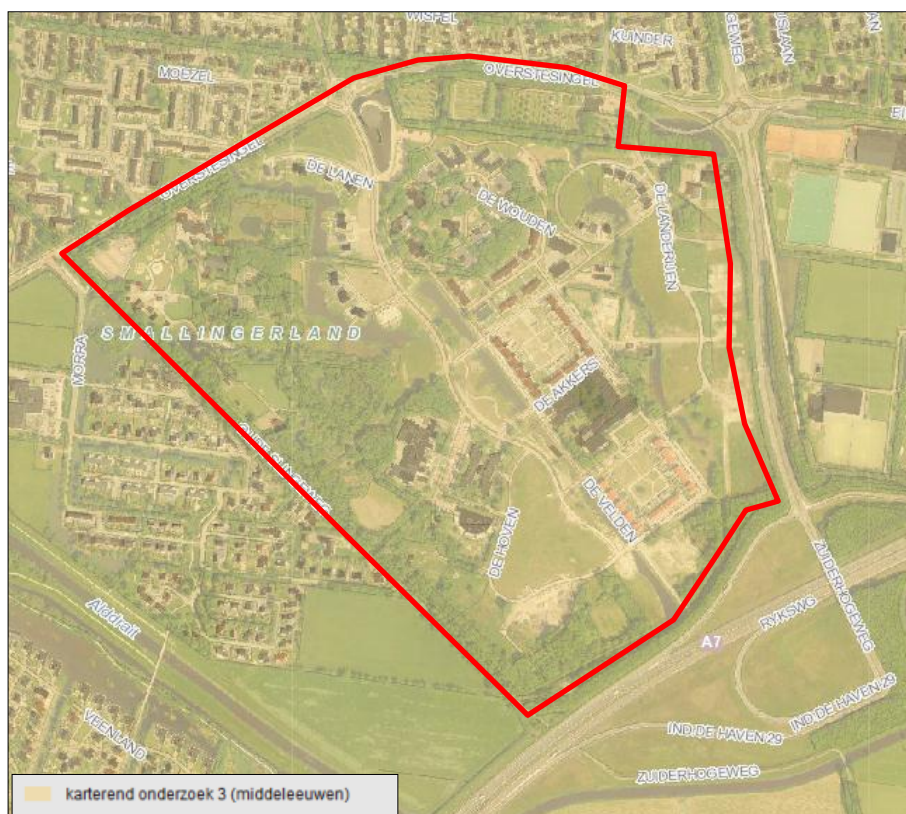 WISPEL
KUINDER
MOEZEL
OVERSTESINGEL
OVERSTESINGEL
DE LANEN
DE WOUDEN
DE LANDERIJEN
SMALLINGERLAND
MORRA
DE AKKERS
DE VELDEN
DE HOVEN
ZUIDERHOGEWEG
RYKSWG
A7
Alddrait
VEENLAND
IND.DE HAVEN 29
IND.DE HAVEN 29
ZUIDERHOGEWEG
karterend onderzoek 3 (middeleeuwen)